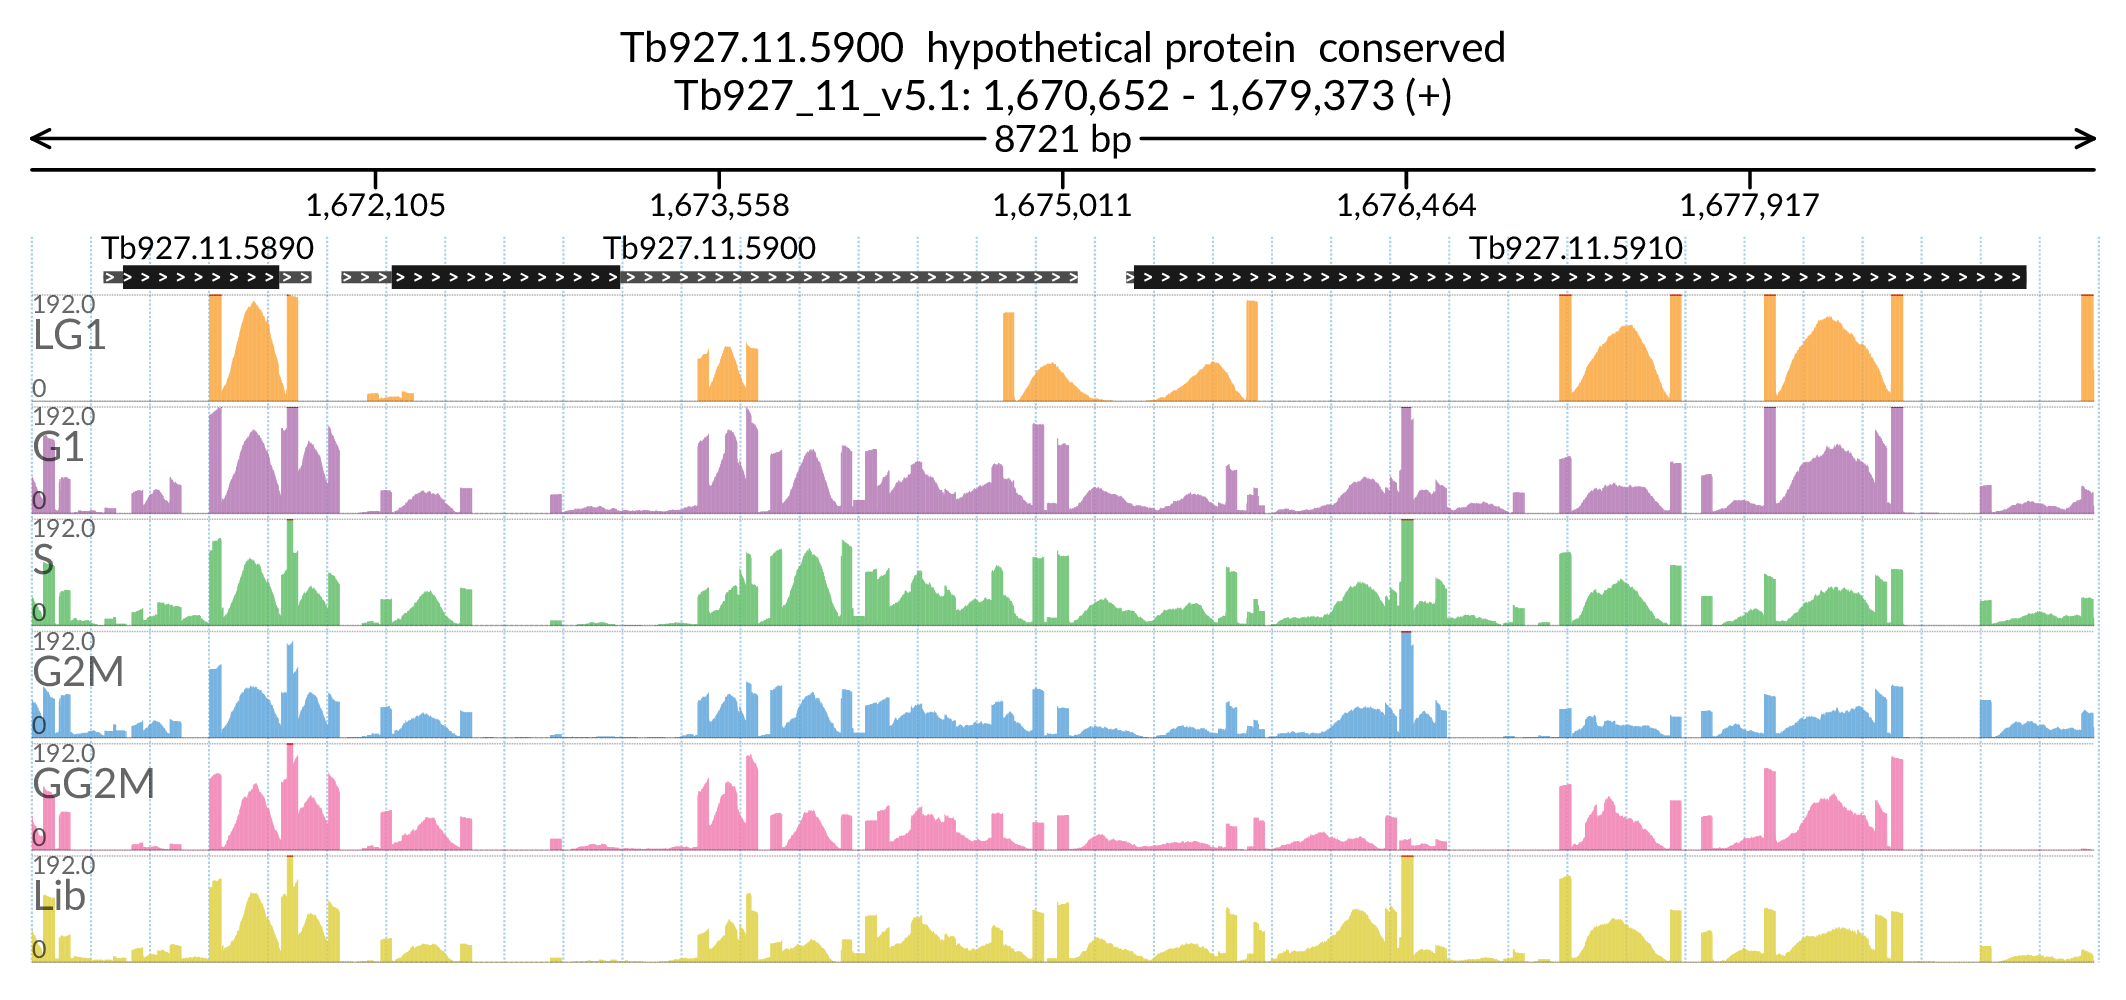 Tb927.11.5900  hypothetical protein  conserved
Tb927_11_v5.1: 1,670,652 - 1,679,373 (+)
8721 bp
1,672,105 1,673,558 1,675,011 1,676,464 1,677,917
Tb927.11.5890 Tb927.11.5900 Tb927.11.5910
192.0
LG1
0
192.0
G1
0
192.0
S
0
192.0
G2M
0
192.0
GG2M
0
192.0
Lib
0